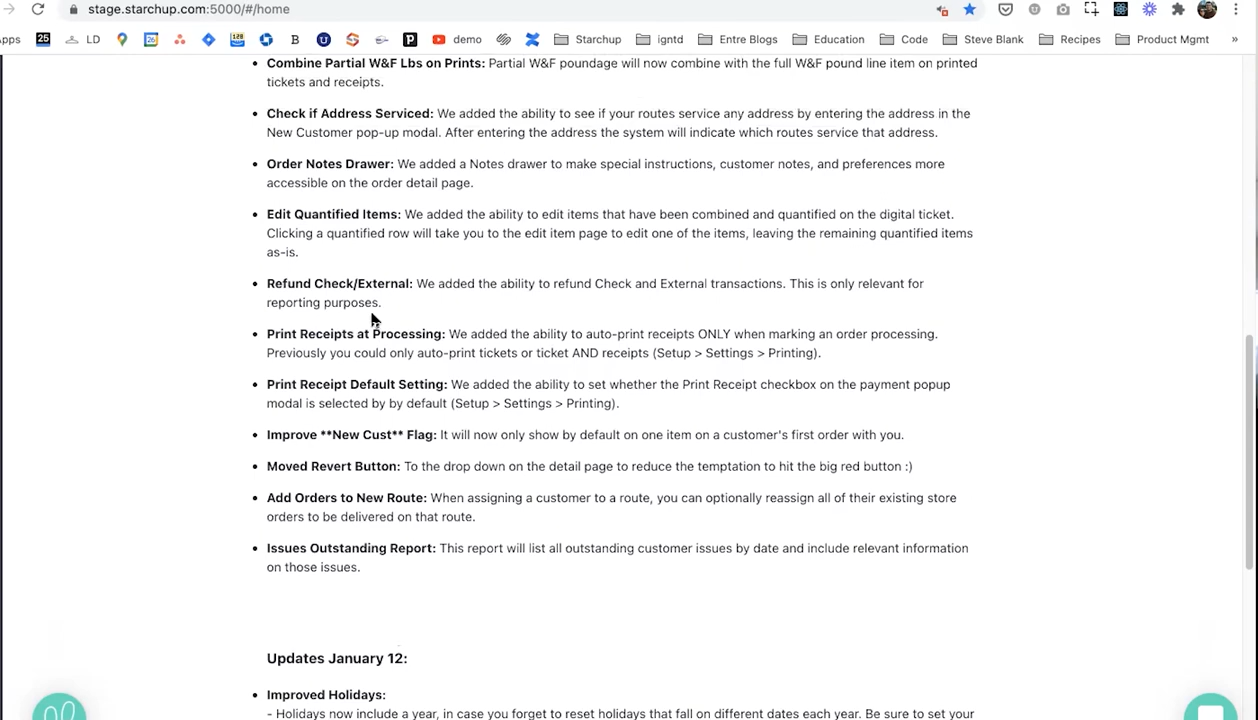 stage.starchup.com:5000/#/home
Apps 25 LD 26 128 B U S P demo Starchup igntd Entre Blogs Education Code Steve Blank Recipes Product Mgmt »
• Combine Partial W&F Lbs on Prints: Partial W&F poundage will now combine with the full W&F pound line item on printed
tickets and receipts.
• Check if Address Serviced: We added the ability to see if your routes service any address by entering the address in the
New Customer pop-up modal. After entering the address the system will indicate which routes service that address.
• Order Notes Drawer: We added a Notes drawer to make special instructions, customer notes, and preferences more
accessible on the order detail page.
• Edit Quantified Items: We added the ability to edit items that have been combined and quantified on the digital ticket.
Clicking a quantified row will take you to the edit item page to edit one of the items, leaving the remaining quantified items
as-is.
• Refund Check/External: We added the ability to refund Check and External transactions. This is only relevant for
reporting purposes.
• Print Receipts at Processing: We added the ability to auto-print receipts ONLY when marking an order processing.
Previously you could only auto-print tickets or ticket AND receipts (Setup > Settings > Printing).
• Print Receipt Default Setting: We added the ability to set whether the Print Receipt checkbox on the payment popup
modal is selected by by default (Setup > Settings > Printing).
• Improve **New Cust** Flag: It will now only show by default on one item on a customer's first order with you.
• Moved Revert Button: To the drop down on the detail page to reduce the temptation to hit the big red button :)
• Add Orders to New Route: When assigning a customer to a route, you can optionally reassign all of their existing store
orders to be delivered on that route.
• Issues Outstanding Report: This report will list all outstanding customer issues by date and include relevant information
on those issues.
Updates January 12:
• Improved Holidays:
- Holidays now include a year, in case you forget to reset holidays that fall on different dates each year. Be sure to set your